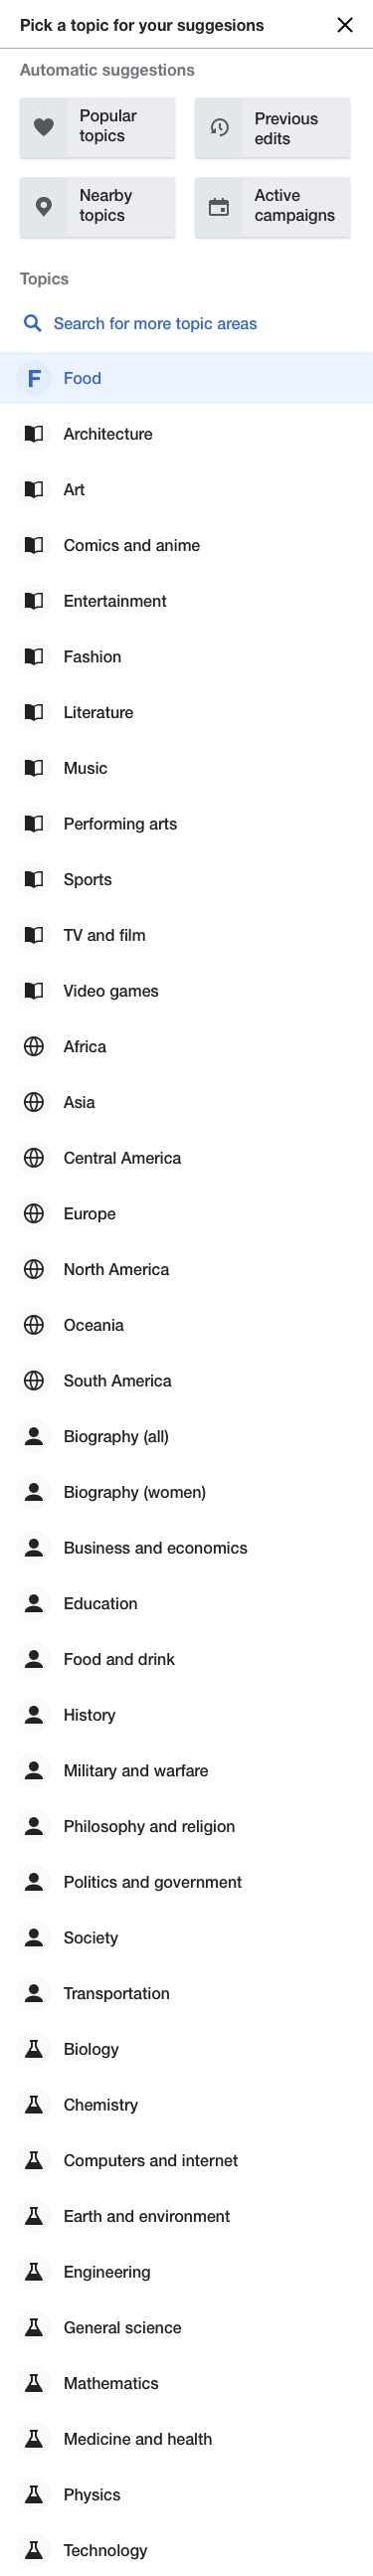 Pick a topic for your suggesions
Automatic suggestions
Popular
topics
Previous
edits
Nearby
topics
Active
campaigns
Topics
Search for more topic areas
F Food
Architecture
Art
Comics and anime
Entertainment
Fashion
Literature
Music
Performing arts
Sports
TV and film
Video games
Africa
Asia
Central America
Europe
North America
Oceania
South America
Biography (all)
Biography (women)
Business and economics
Education
Food and drink
History
Military and warfare
Philosophy and religion
Politics and government
Society
Transportation
Biology
Chemistry
Computers and internet
Earth and environment
Engineering
General science
Mathematics
Medicine and health
Physics
Technology